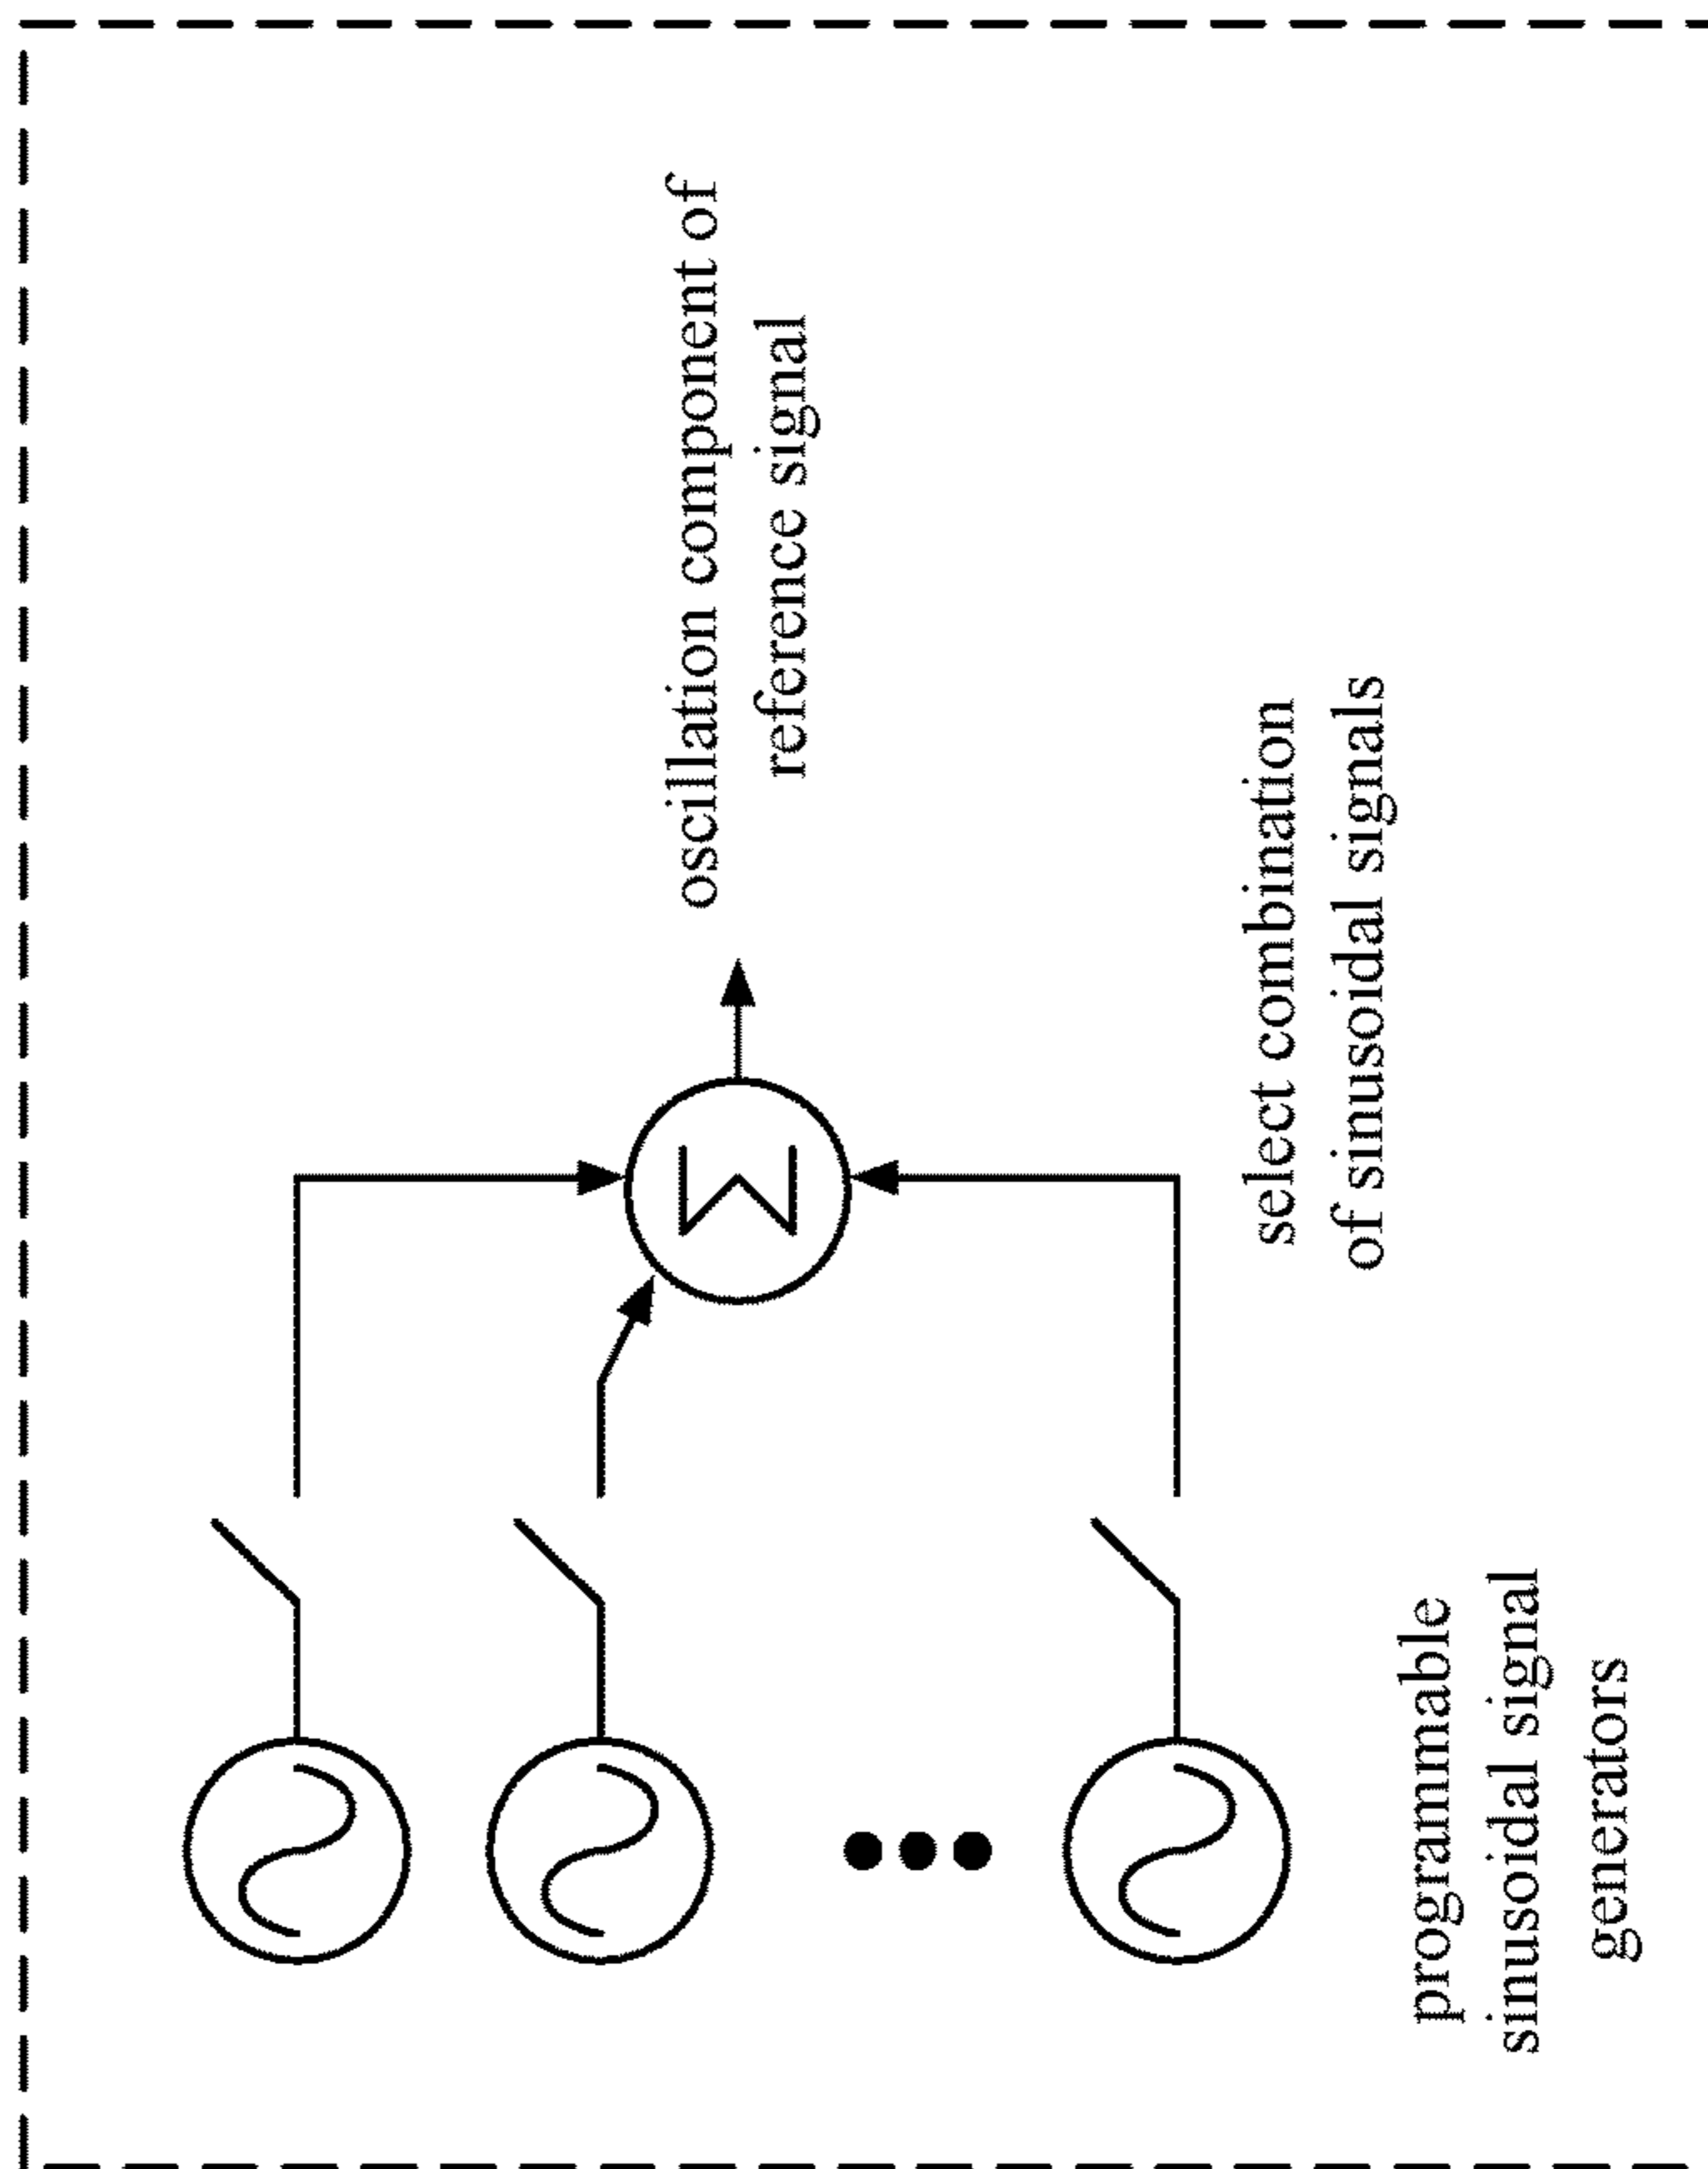 oscillation component of
reference signal
select combination
of sinusoidal signals
programmable
sinusoidal signal
generators
Σ